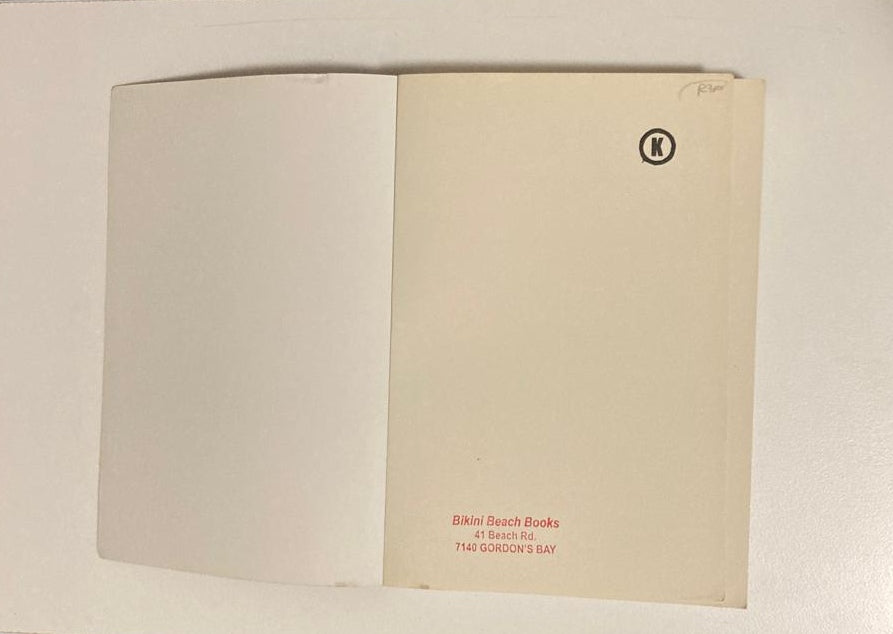 K
Bikini Beach Books
41 Beach Rd.
7140 GORDON'S BAY